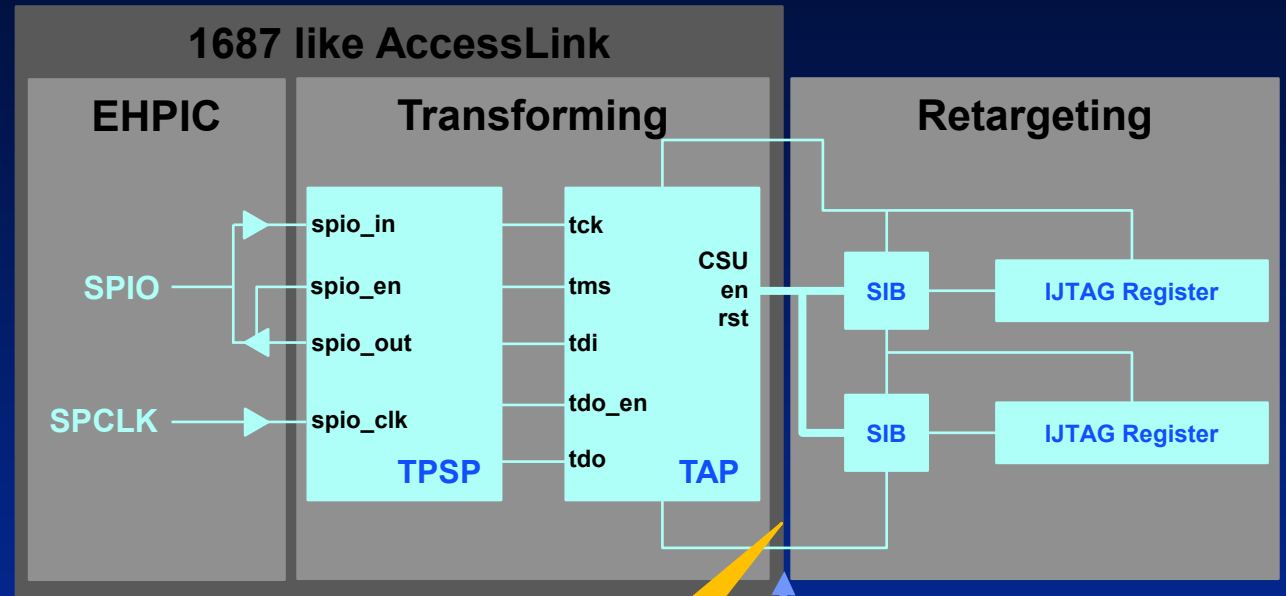 1687 like AccessLink
EHPIC
Transforming
Retargeting
SPIO
SPCLK
spio_in
spio_en
spio_out
spio_clk
TPSP
tck
tms
tdi
tdo_en
tdo
CSU
en
rst
TAP
SIB
IJTAG Register
SIB
IJTAG Register